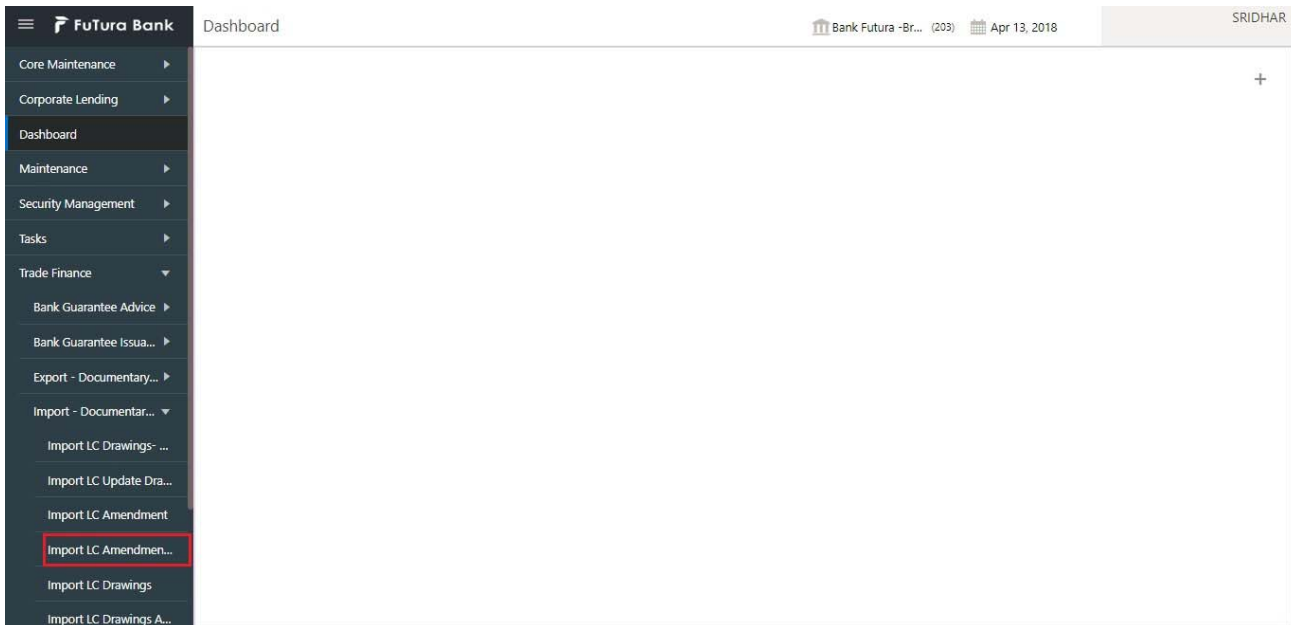 FuTura Bank
Dashboard
Bank Futura -Br... (203)
Apr 13, 2018
SRIDHAR
Core Maintenance
Corporate Lending
Dashboard
Maintenance
Security Management
Tasks
Trade Finance
Bank Guarantee Advice
Bank Guarantee Issua...
Export - Documentary...
Import - Documentar...
Import LC Drawings- ...
Import LC Update Dra...
Import LC Amendment
Import LC Amendmen...
Import LC Drawings
Import LC Drawings A...